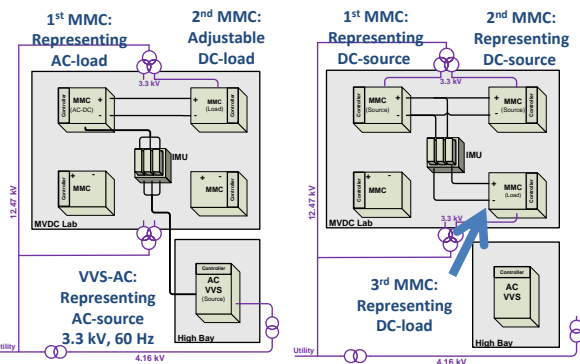 1st MMC:
Representing
AC-load
2nd MMC:
Adjustable
DC-load
3.3 kV
Controller
MMC
(AC-DC)
+
-
+
-
MMC
(Load)
Controller
IMU
12.47 kV
Controller
MMC
+ -
+ -
MMC
Controller
MVDC Lab
VVS-AC:
Representing
AC-source
3.3 kV, 60 Hz
Controller
AC
VVS
(Source)
High Bay
tility
4.16 kV
1st MMC:
Representing
DC-source
2nd MMC:
Representing
DC-source
3.3 kV
Controller
MMC
(Source)
+
-
+
-
MMC
(Source)
Controller
IMU
12.47 kV
Controller
MMC
+ -
+
-
MMC
(Load)
Controller
MVDC Lab
3.3 kV
3rd MMC:
Representing
DC-load
Controller
AC
VVS
High Bay
Utility
4.16 kV